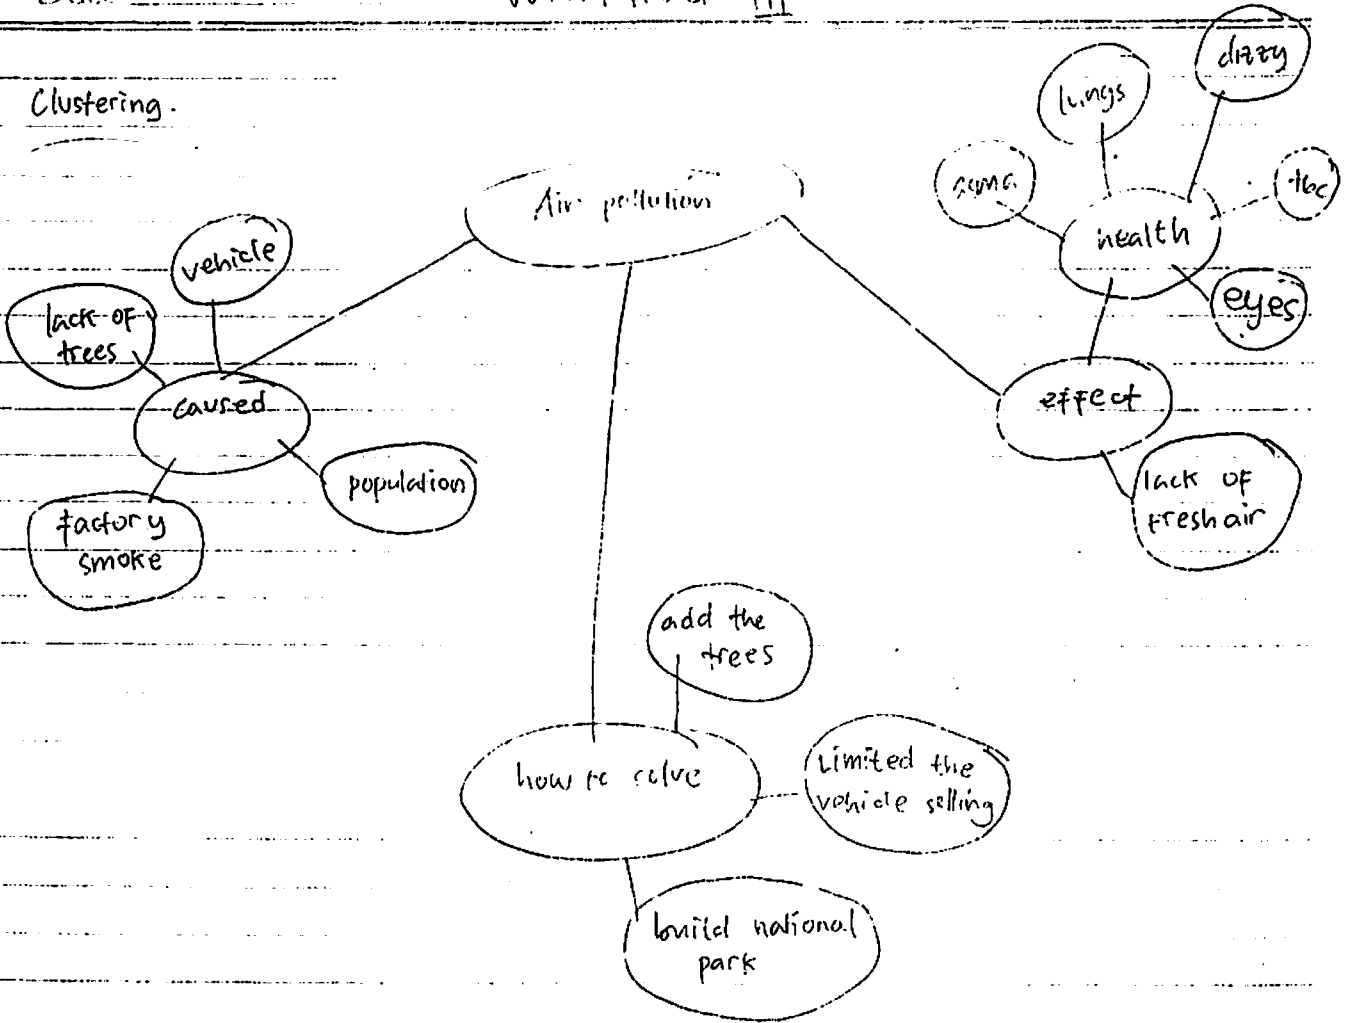 III
Clustering.
Air pollution
vehicle
lack of
trees
caused
population
factory
smoke
dizzy
lungs
tbc
health
eyes
effect
lack of
fresh air
add the
trees
how to solve
Limited the
vehicle selling
build national
park